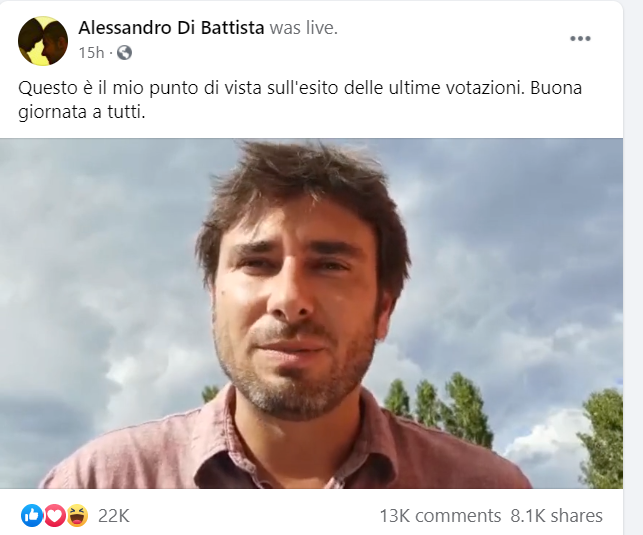 Alessandro Di Battista was live.
15h ·
Questo è il mio punto di vista sull'esito delle ultime votazioni. Buona
giornata a tutti.
22K
13K comments 8.1K shares